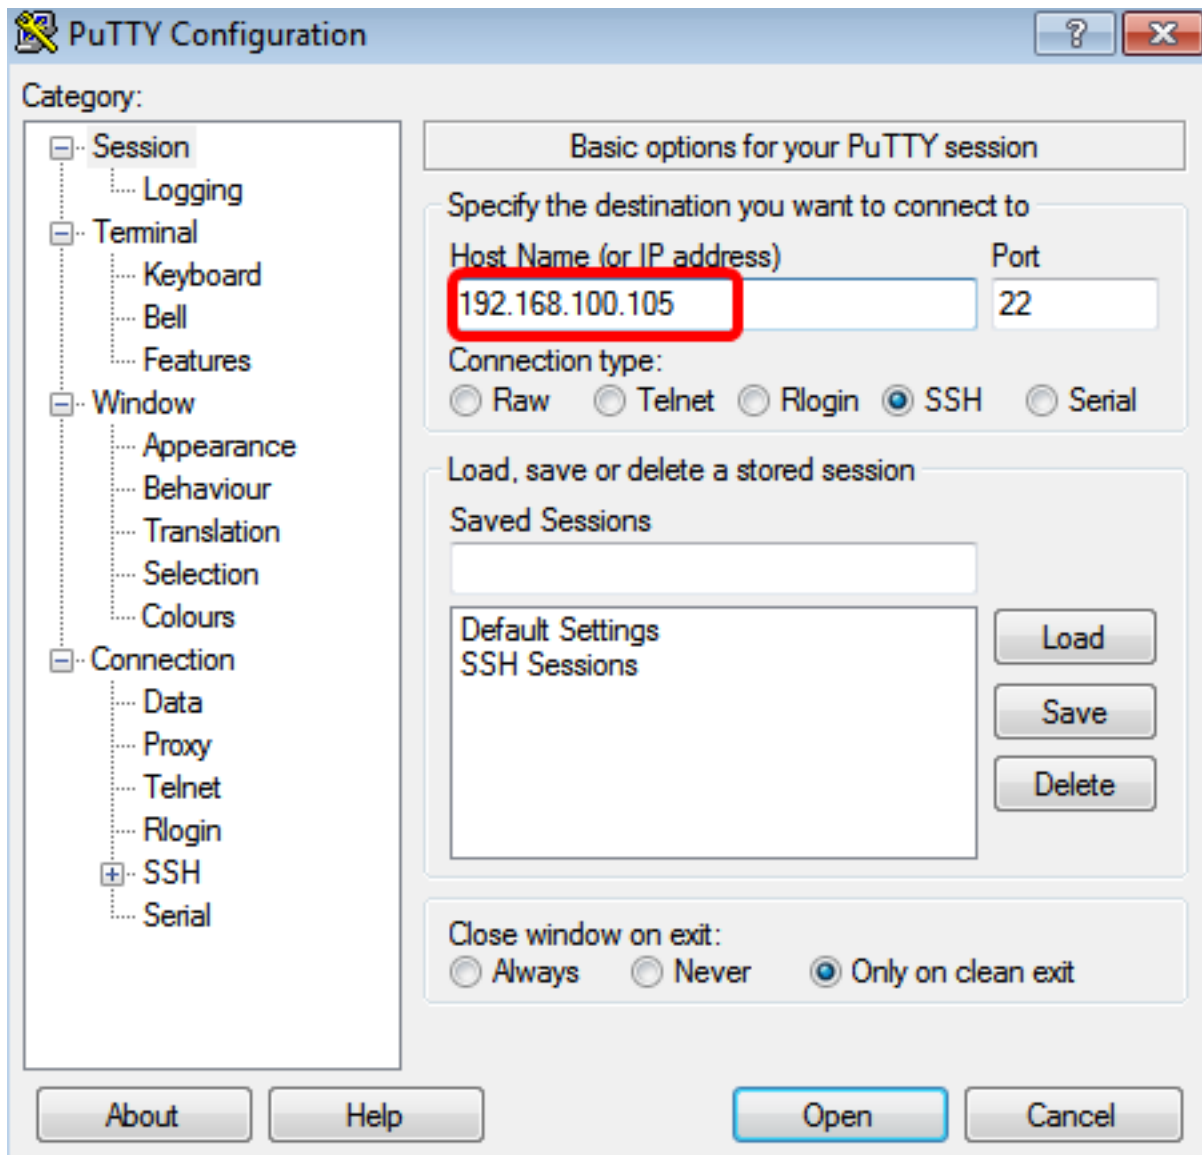 PuTTY Configuration
Category:
Session
Logging
Terminal
Keyboard
Bell
Features
Window
Appearance
Behaviour
Translation
Selection
Colours
Connection
Data
Proxy
Telnet
Rlogin
SSH
Serial
Basic options for your PuTTY session
Specify the destination you want to connect to
Host Name (or IP address) Port
192.168.100.105 22
Connection type:
Raw Telnet Rlogin SSH Serial
Load, save or delete a stored session
Saved Sessions
Default Settings
SSH Sessions
Load
Save
Delete
Close window on exit:
Always Never Only on clean exit
About Help Open Cancel